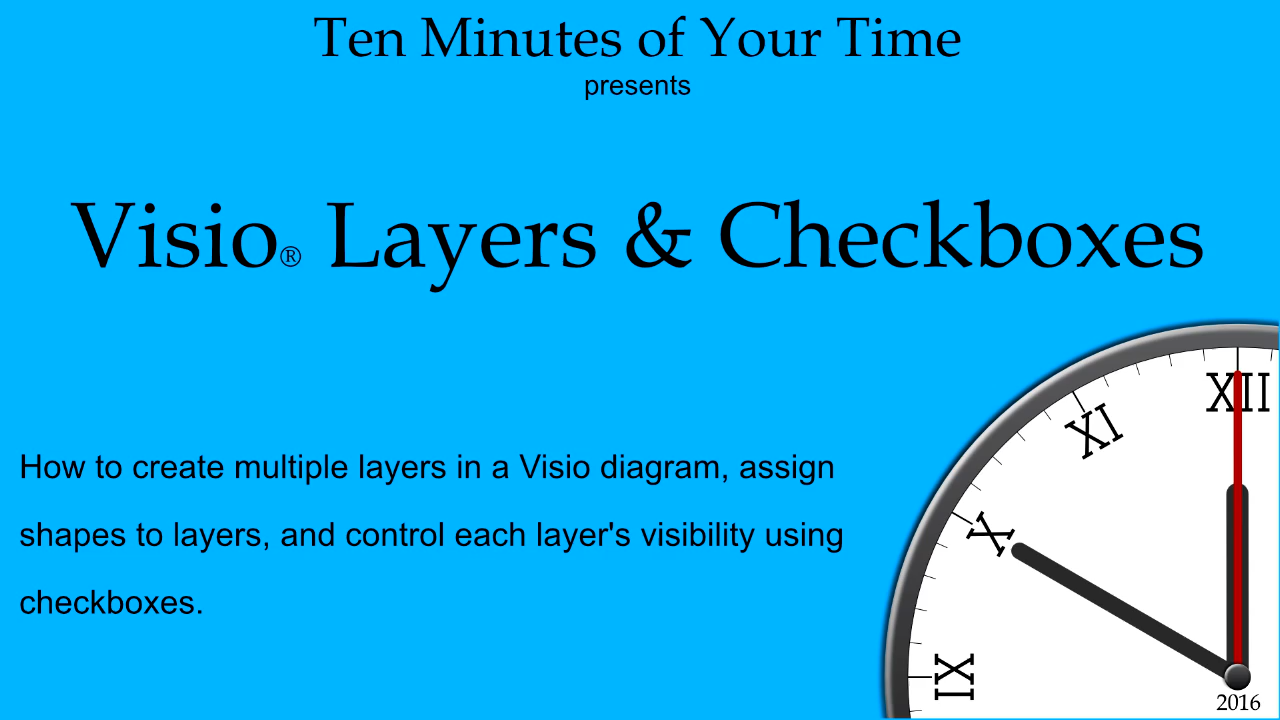 Ten Minutes of Your Time
presents
Visio® Layers & Checkboxes
How to create multiple layers in a Visio diagram, assign
shapes to layers, and control each layer's visibility using
checkboxes.
XII
XI
X
IX
2016